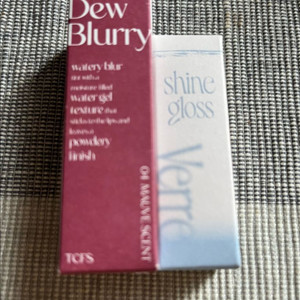 Dew
Blurry
watery blur
tint with a
moisture filled
water gel
texture that
sticks to the lips and
leaves a
powdery
finish
04 MAUVE SCENT
TCFS
shine
gloss
Verre